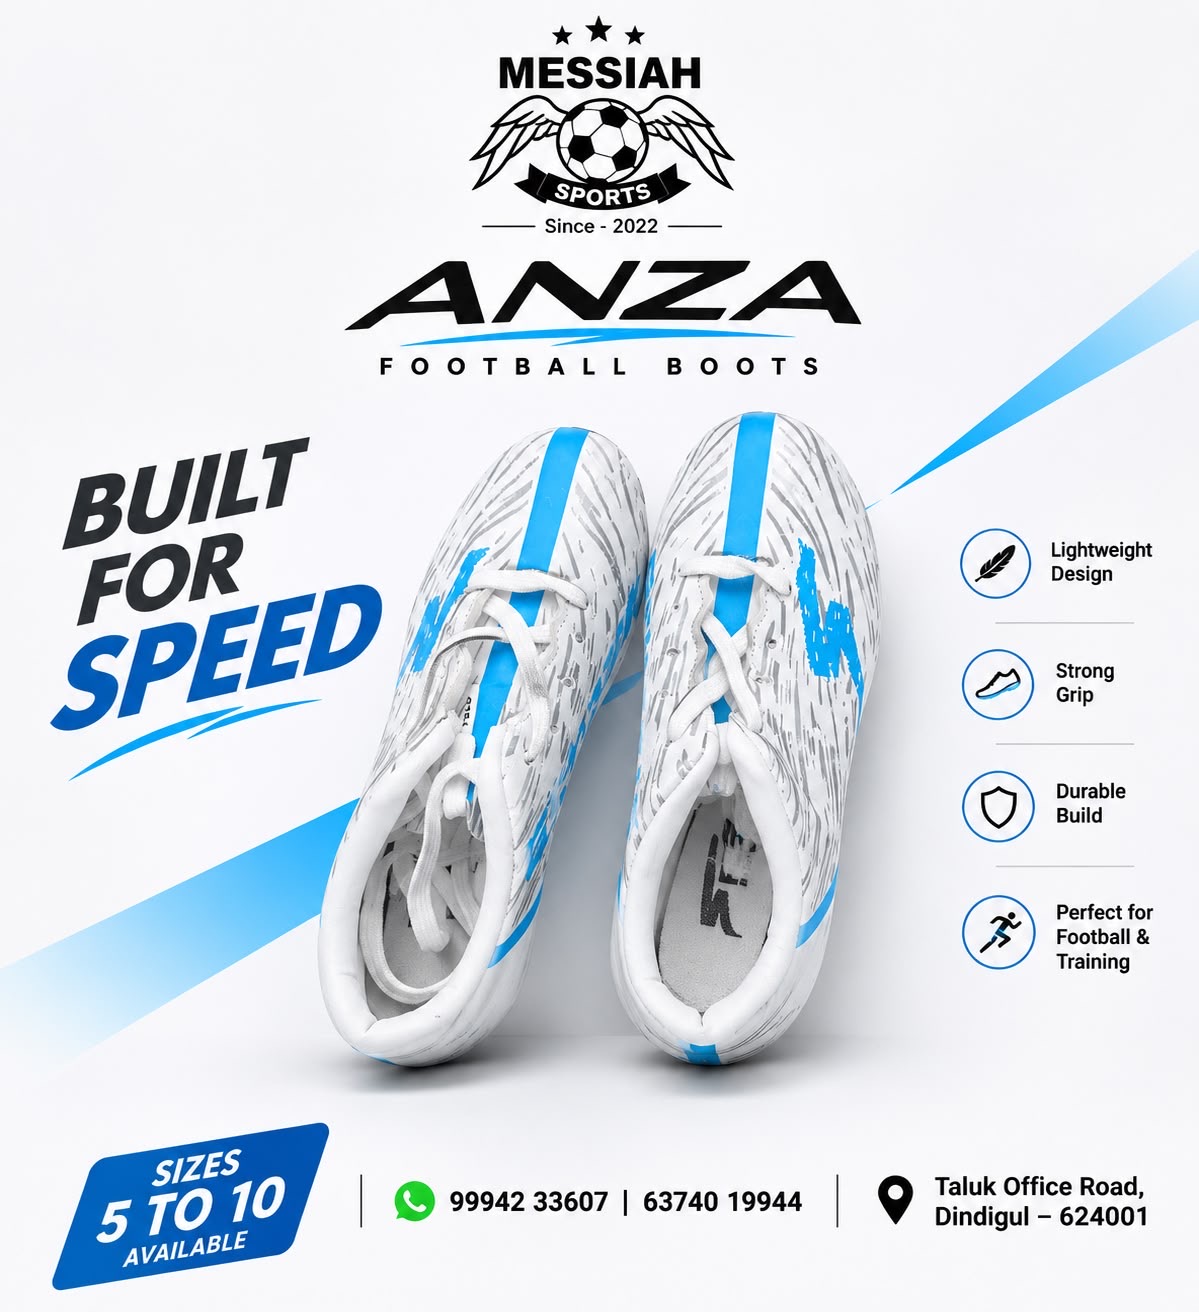 MESSIAH
SPORTS
Since - 2022
ANZA
FOOTBALL BOOTS
BUILT
FOR
SPEED
Lightweight
Design
Strong
Grip
Durable
Build
Perfect for
Football &
Training
SIZES
5 TO 10
AVAILABLE
99942 33607 | 63740 19944
Taluk Office Road,
Dindigul – 624001